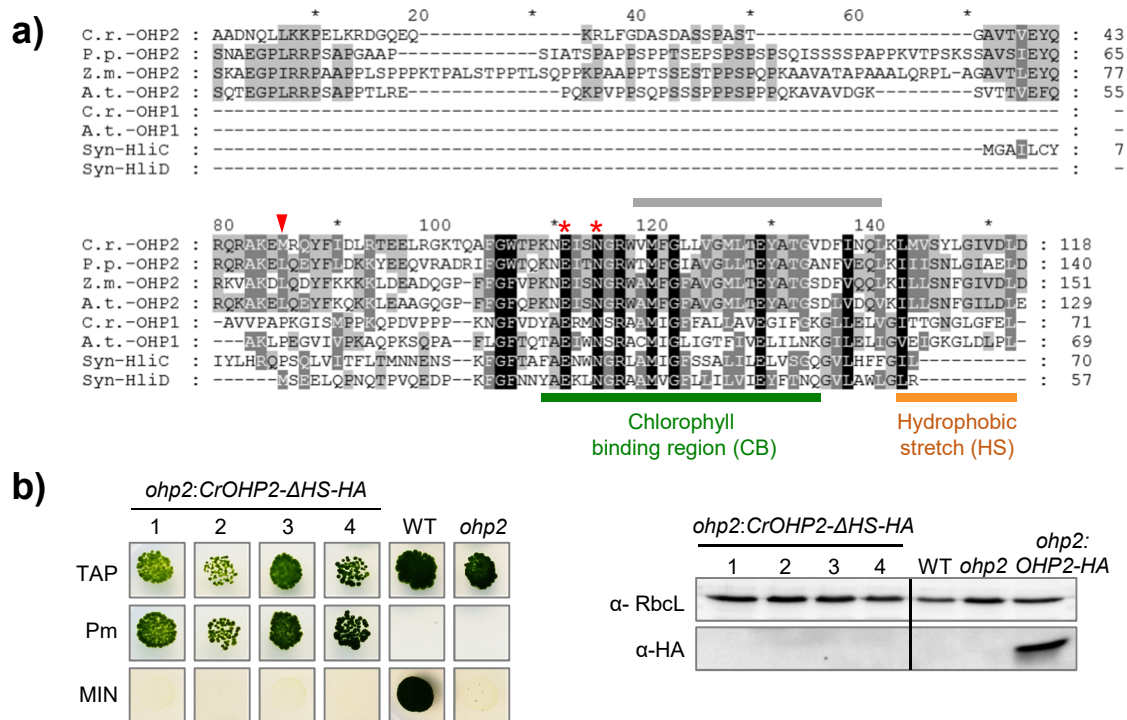 a)
* 20 * 40 * 60 *
C.r.-OHP2 : AADNQLLKKPELKRDGQEQ---------------KRLFGDASDASSPAST--------------------GAVTVEYQ : 43
P.p.-OHP2 : SNAEGPLRRPSAPGAAP-------------SIATSPAPSPPTSEPSPSPSPSQISSSSPAPPKVTPSKSSAVSIEYQ : 65
Z.m.-OHP2 : SKAEGPIRRPAAPPLSPPPKTPALSTPPTLSQPPKPAAPPTSSESTPPSPQPKAAVATAPAAALQRPL-AGAVTLEYQ : 77
A.t.-OHP2 : SQTEGPLRRPSAPPTLRE-------------PQKPVPPSQPSSSPPPSPPPQKAVAVDGK---------SVTTVEFQ : 55
C.r.-OHP1 : ------------------------------------------------------------------------------ : -
A.t.-OHP1 : ------------------------------------------------------------------------------ : -
Syn-HliC : -----------------------------------------------------------------------MGAILCY : 7
Syn-HliD : ------------------------------------------------------------------------------ : -
80 * 100 * * * 120 * 140 *
C.r.-OHP2 : RQRAKEMRQYFIDLRTEELRGKTQAFGWTPKNEISNGRWVMFGLLVGMLTEYATGVDFINQLKLMVSYLGIVDLD : 118
P.p.-OHP2 : RQRAKELQEYFLDKKYEEQVRADRIFGWTQKNEITNGRWTMFGIAVGLLTEYATGANFVEQLKIIISNLGIAELD : 140
Z.m.-OHP2 : RKVAKDLQDYFKKKKLDEADQGP-FFGFVPKNEISNGRWAMFGFAVGMLTEYATGSDFVQQLKILLSNFGIVDLD : 151
A.t.-OHP2 : RQKAKELQEYFKQKKLEAAGQGP-FFGFQPKNEISNGRWAMFGFAVGMLTEYATGSDLVDQVKILLSNFGILDLE : 129
C.r.-OHP1 : -AVVPAPKGISMPPKQPDVPPP--KNGFVDYAERMNSRAAMIGFFALLAVEGIFGKGLLELVGITTGNGLGFEL- : 71
A.t.-OHP1 : --AKLPEGVIVPKAQPKSQPA--FLGFTQTAEIWNSRACMIGLIGTFIVELILNKGILELIGVEIGKGLDLPL- : 69
Syn-HliC : IYLHRQPSQLVLTFLTMNNENS--KFGFTAFAENWNGRLAMIGFSSALILELVSGQGVLHFFGIL--------- : 70
Syn-HliD : ------MSEELQPNQTPVQEDP--KFGFNNYAEKLNGRAAMVGFLLILVIEYFTNQGVLAWLGLR--------- : 57
Chlorophyll
binding region (CB)
Hydrophobic
stretch (HS)
b)
ohp2:CrOHP2-ΔHS-HA
1 2 3 4 WT ohp2
TAP
Pm
MIN
ohp2:CrOHP2-ΔHS-HA
1 2 3 4 WT ohp2 ohp2:
OHP2-HA
α- RbcL
α-HA